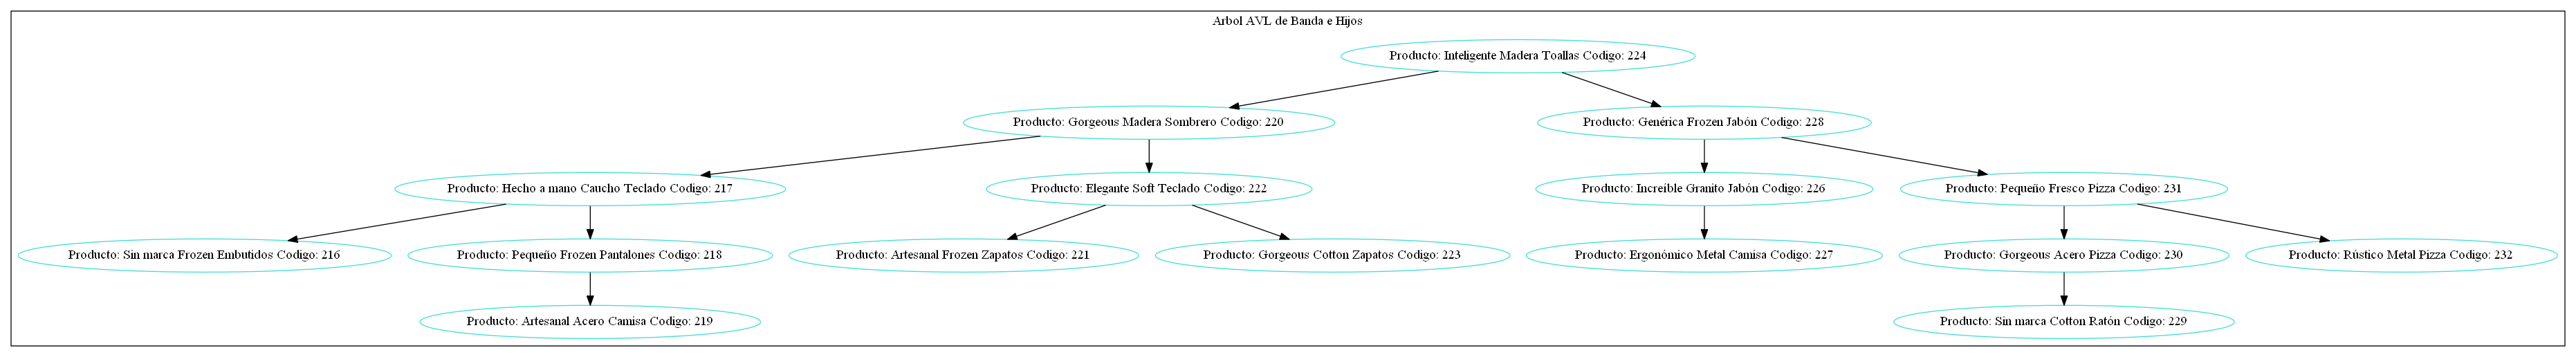 Arbol AVL de Banda e Hijos
Producto: Inteligente Madera Toallas Codigo: 224
Producto: Gorgeous Madera Sombrero Codigo: 220
Producto: Genérica Frozen Jabón Codigo: 228
Producto: Hecho a mano Caucho Teclado Codigo: 217
Producto: Elegante Soft Teclado Codigo: 222
Producto: Increíble Granito Jabón Codigo: 226
Producto: Pequeño Fresco Pizza Codigo: 231
Producto: Sin marca Frozen Embutidos Codigo: 216
Producto: Pequeño Frozen Pantalones Codigo: 218
Producto: Artesanal Frozen Zapatos Codigo: 221
Producto: Gorgeous Cotton Zapatos Codigo: 223
Producto: Ergonómico Metal Camisa Codigo: 227
Producto: Gorgeous Acero Pizza Codigo: 230
Producto: Rústico Metal Pizza Codigo: 232
Producto: Artesanal Acero Camisa Codigo: 219
Producto: Sin marca Cotton Ratón Codigo: 229